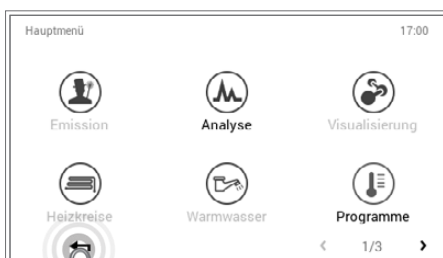 Hauptmenü 17:00
Emission Analyse Visualisierung
Heizkreise Warmwasser Programme
1/3